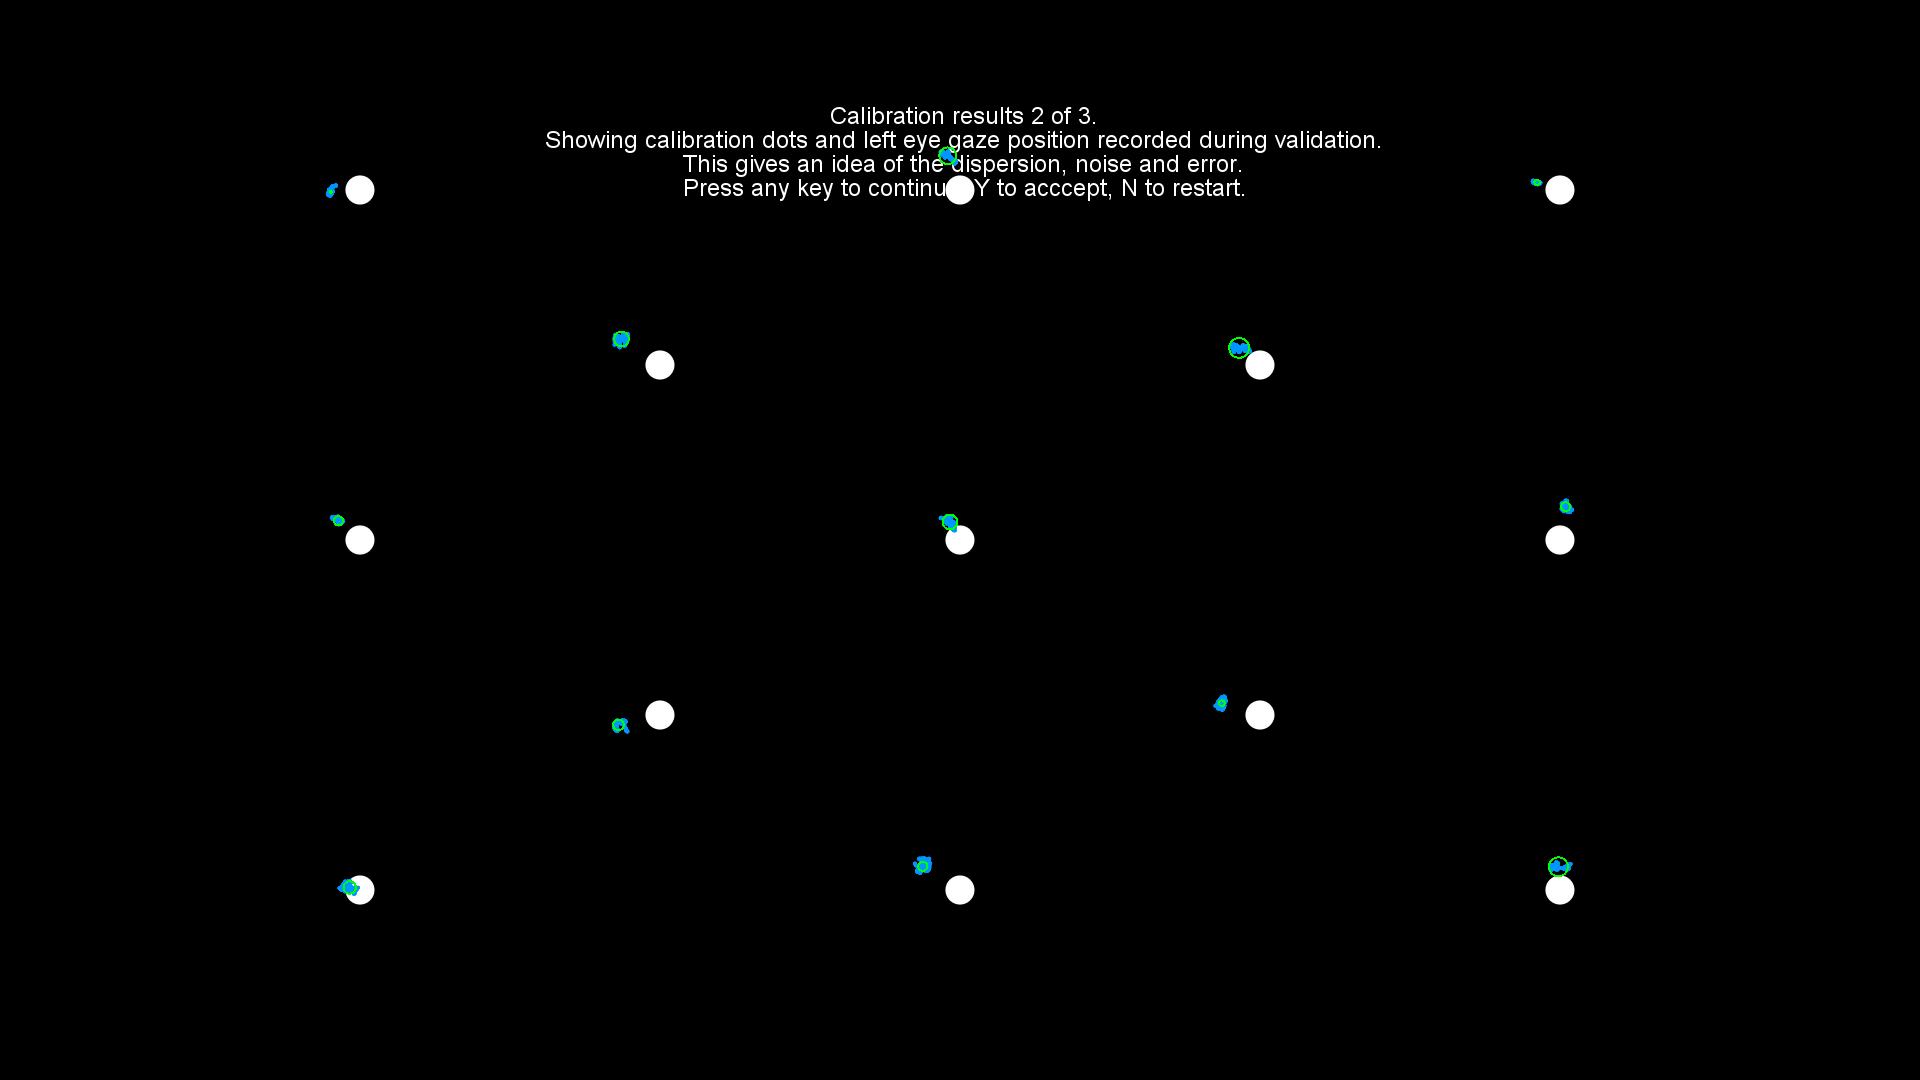 Calibration results 2 of 3.
Showing calibration dots and left eye gaze position recorded during validation.
This gives an idea of the dispersion, noise and error.
Press any key to continu Y to acccept, N to restart.